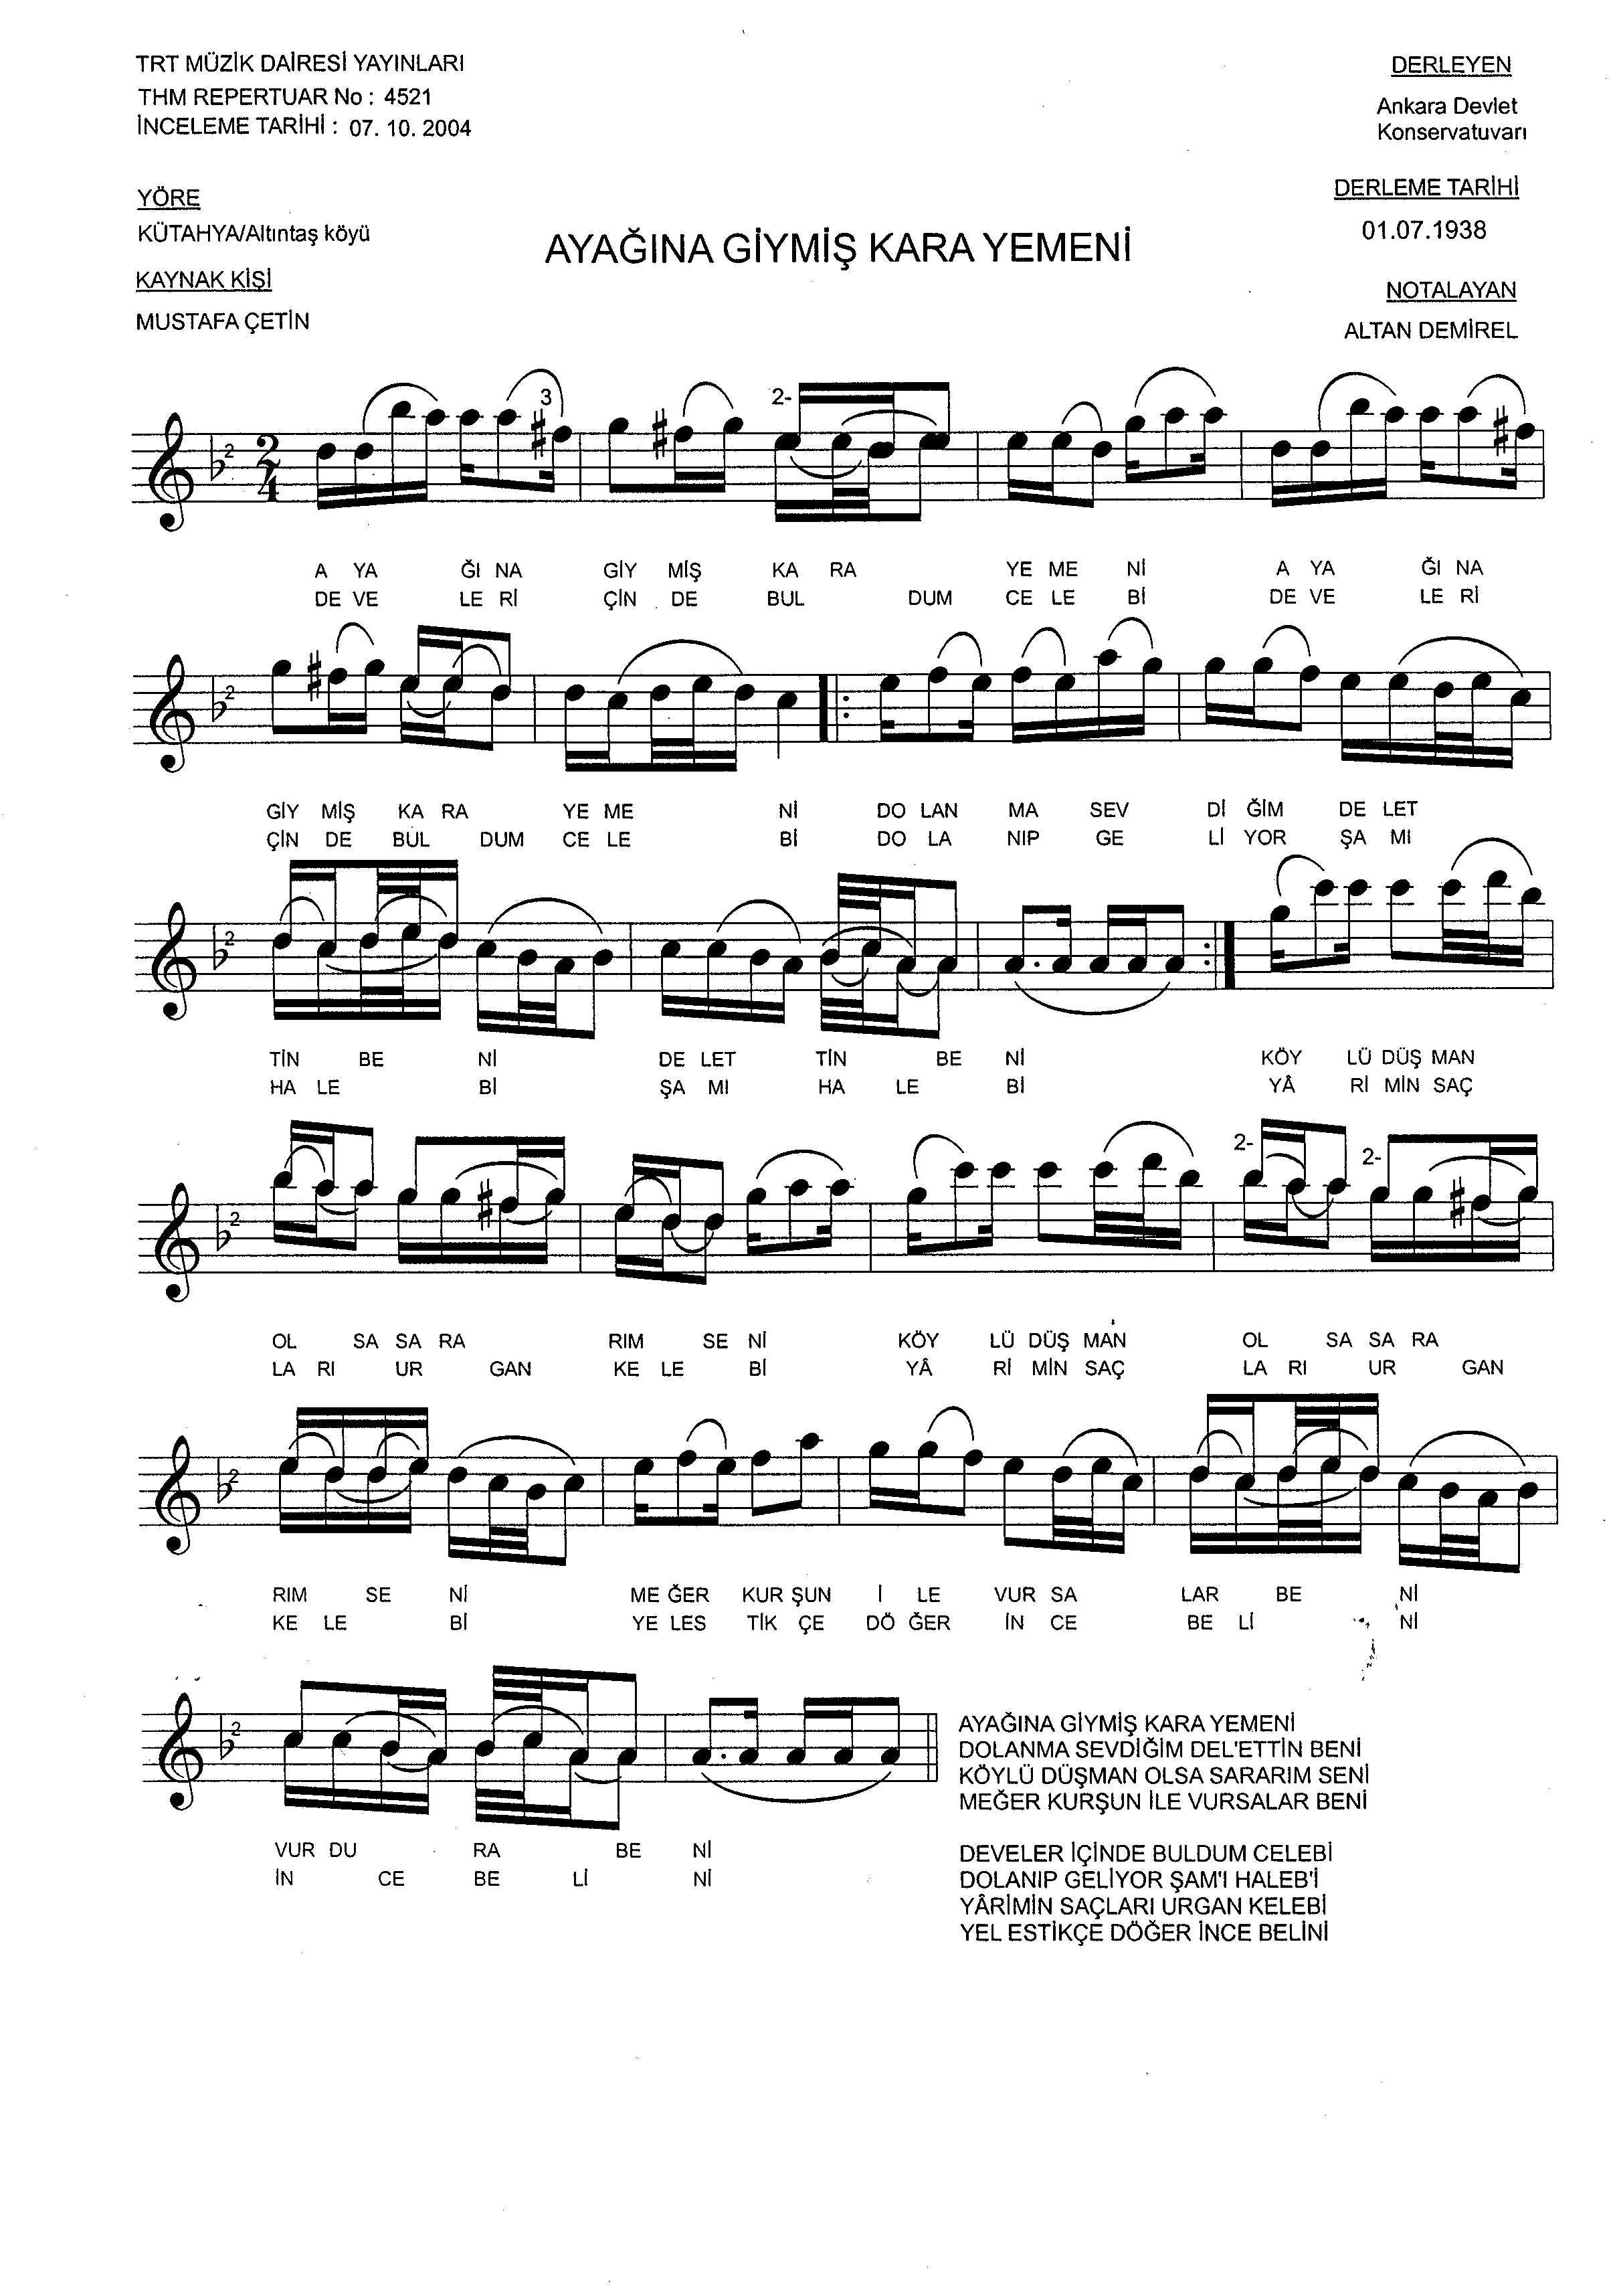 TRT MÜZİK DAİRESİ YAYINLARI
THM REPERTUAR No : 4521
İNCELEME TARİHİ : 07. 10. 2004
DERLEYEN
Ankara Devlet
Konservatuvarı
YÖRE
KÜTAHYA/Altıntaş köyü
DERLEME TARİHİ
01.07.1938
AYAĞINA GİYMİŞ KARA YEMENİ
KAYNAK KİŞİ
MUSTAFA ÇETİN
NOTALAYAN
ALTAN DEMİREL
3 2-
2 2 4
A YA ĞI NA GİY MİŞ KA RA YE ME Nİ A YA ĞI NA
DE VE LE Rİ ÇİN DE BUL DUM CE LE Bİ DE VE LE Rİ
2
GİY MİŞ KA RA YE ME Nİ DO LAN MA SEV Dİ ĞİM DE LET
ÇİN DE BUL DUM CE LE Bİ DO LA NIP GE Lİ YOR ŞA MI
2
TİN BE Nİ DE LET TİN BE Nİ KÖY LÜ DÜŞ MAN
HA LE Bİ ŞA MI HA LE Bİ YÂ Rİ MİN SAÇ
2- 2-
2
OL SA SA RA RIM SE Nİ KÖY LÜ DÜŞ MAN OL SA SA RA
LA RI UR GAN KE LE Bİ YÂ Rİ MİN SAÇ LA RI UR GAN
2
RIM SE Nİ ME ĞER KUR ŞUN İ LE VUR SA LAR BE Nİ
KE LE Bİ YE LES TİK ÇE DÖ ĞER İN CE BE Lİ Nİ
2
VUR DU RA BE Nİ
İN CE BE Lİ Nİ
AYAĞINA GİYMİŞ KARA YEMENİ
DOLANMA SEVDİĞİM DEL'ETTİN BENİ
KÖYLÜ DÜŞMAN OLSA SARARIM SENİ
MEĞER KURŞUN İLE VURSALAR BENİ
DEVELER İÇİNDE BULDUM CELEBİ
DOLANIP GELİYOR ŞAM'I HALEB'İ
YÂRİMİN SAÇLARI URGAN KELEBİ
YEL ESTİKÇE DÖĞER İNCE BELİNİ